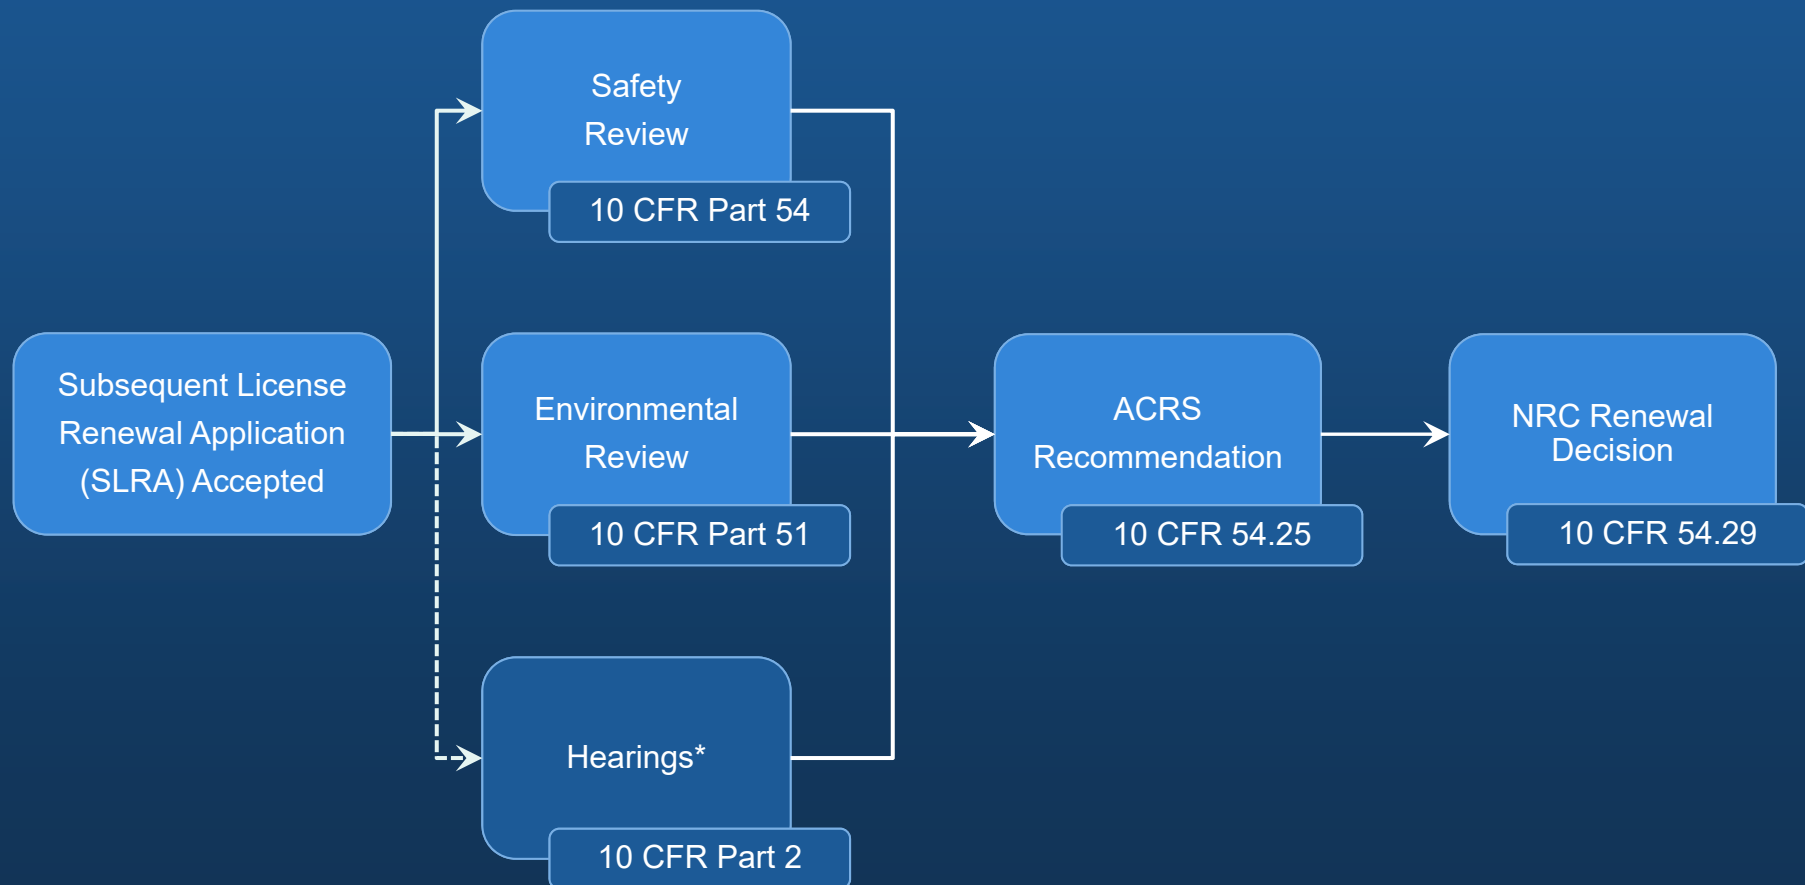 Safety
Review
10 CFR Part 54
Subsequent License
Renewal Application
(SLRA) Accepted
Environmental
Review
10 CFR Part 51
ACRS
Recommendation
10 CFR 54.25
NRC Renewal
Decision
10 CFR 54.29
Hearings*
10 CFR Part 2